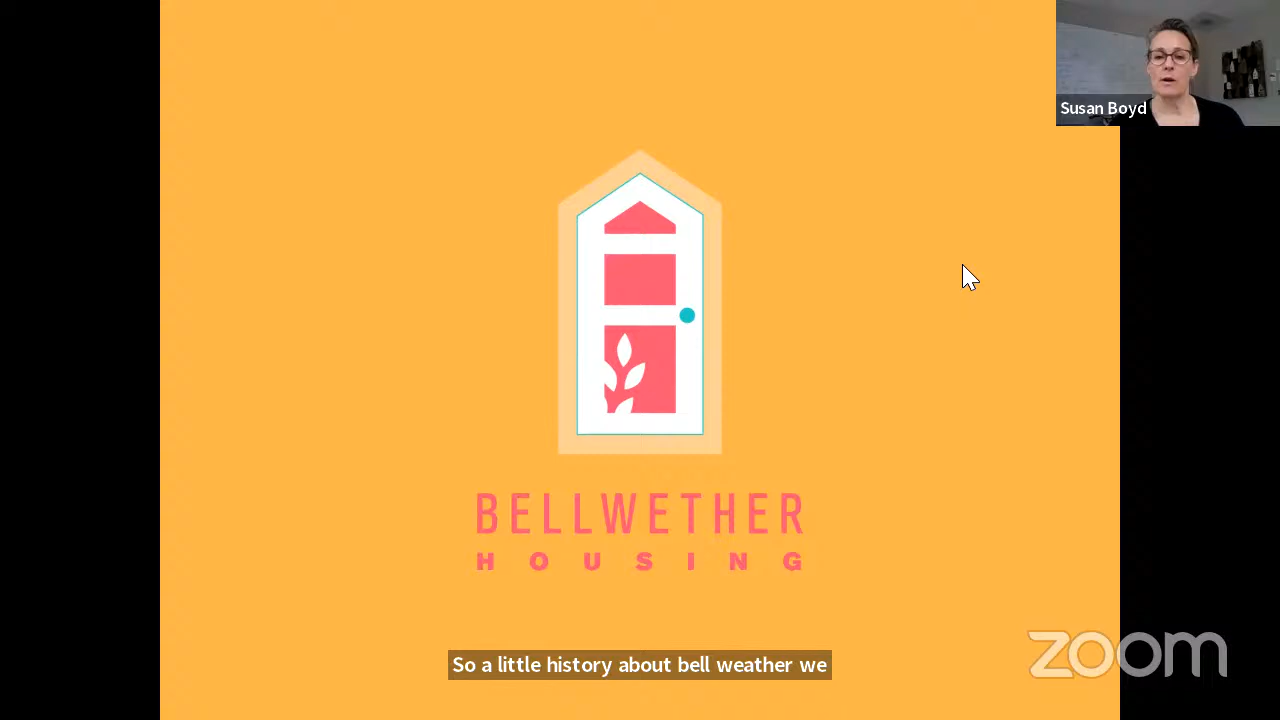 Susan Boyd
BELLWETHER
HOUSING
So a little history about bell weather we
zoom